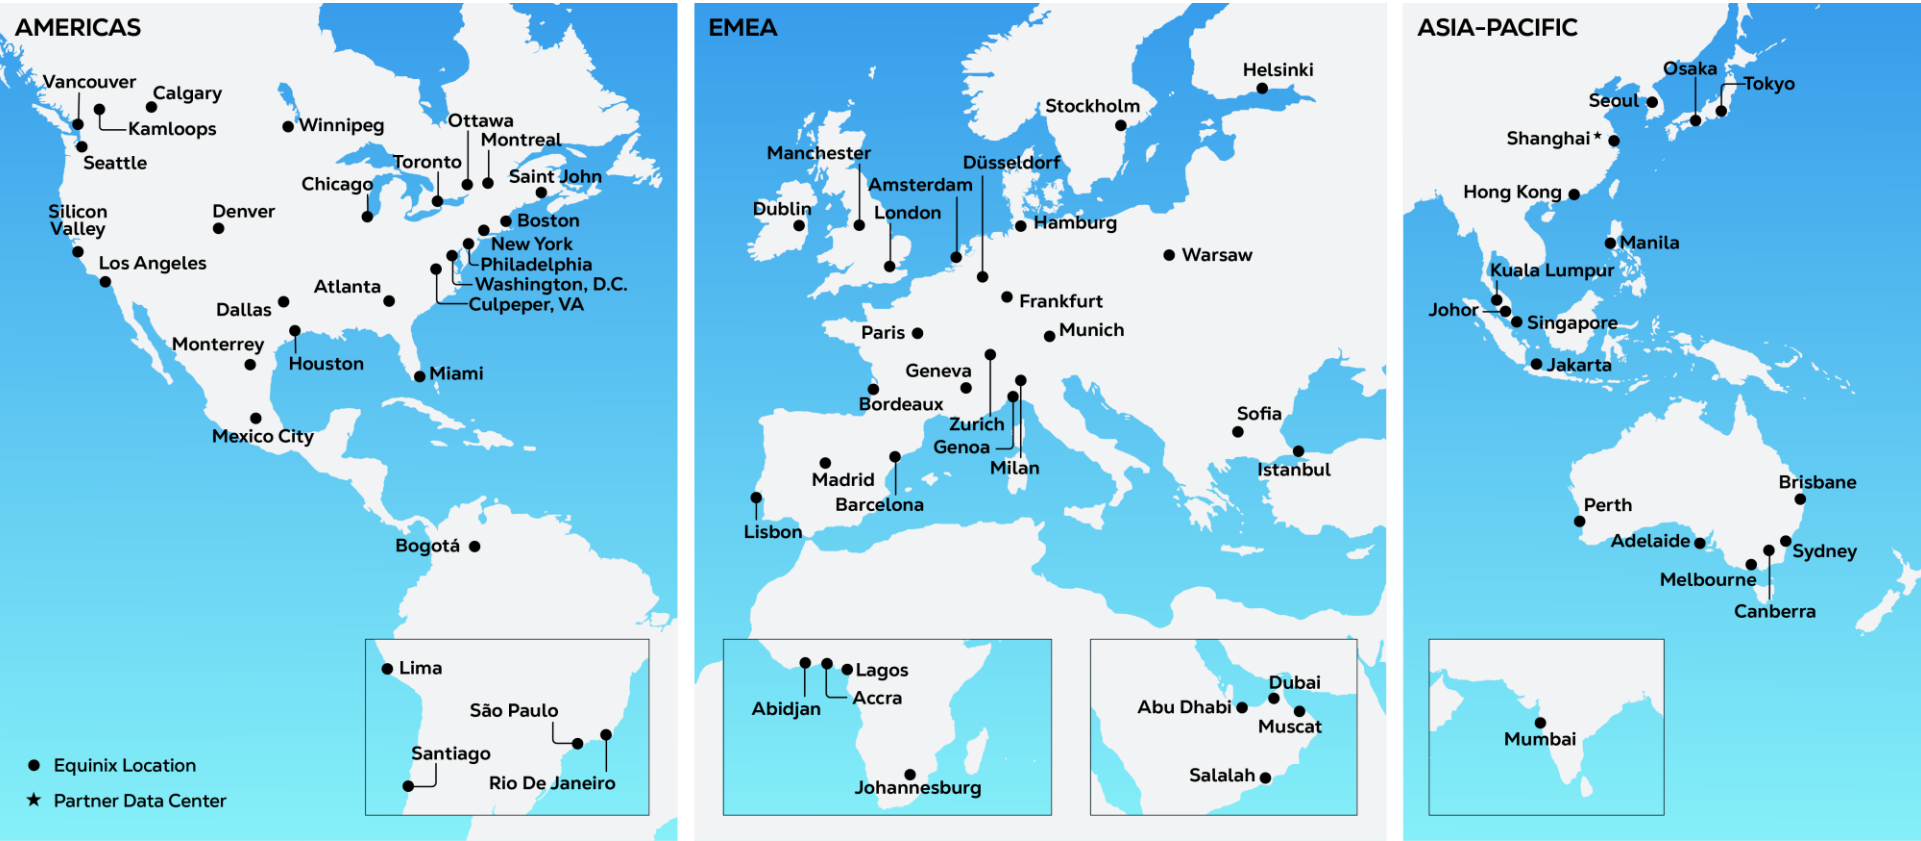 AMERICAS
Vancouver
Calgary
Kamloops
Seattle
Winnipeg
Ottawa
Montreal
Toronto
Saint John
Chicago
Silicon
Valley
Denver
Boston
New York
Los Angeles
Philadelphia
Washington, D.C.
Atlanta
Culpeper, VA
Dallas
Monterrey
Houston
Miami
Mexico City
Bogotá
Lima
São Paulo
Santiago
Rio De Janeiro
● Equinix Location
★ Partner Data Center
EMEA
Helsinki
Stockholm
Manchester
Düsseldorf
Amsterdam
Dublin
London
Hamburg
Warsaw
Frankfurt
Paris
Munich
Geneva
Bordeaux
Zurich
Sofia
Genoa
Milan
Istanbul
Madrid
Barcelona
Lisbon
Lagos
Accra
Abidjan
Johannesburg
Dubai
Abu Dhabi
Muscat
Salalah
ASIA-PACIFIC
Osaka
Tokyo
Seoul
Shanghai★
Hong Kong
Manila
Kuala Lumpur
Johor
Singapore
Jakarta
Brisbane
Perth
Adelaide
Sydney
Melbourne
Canberra
Mumbai